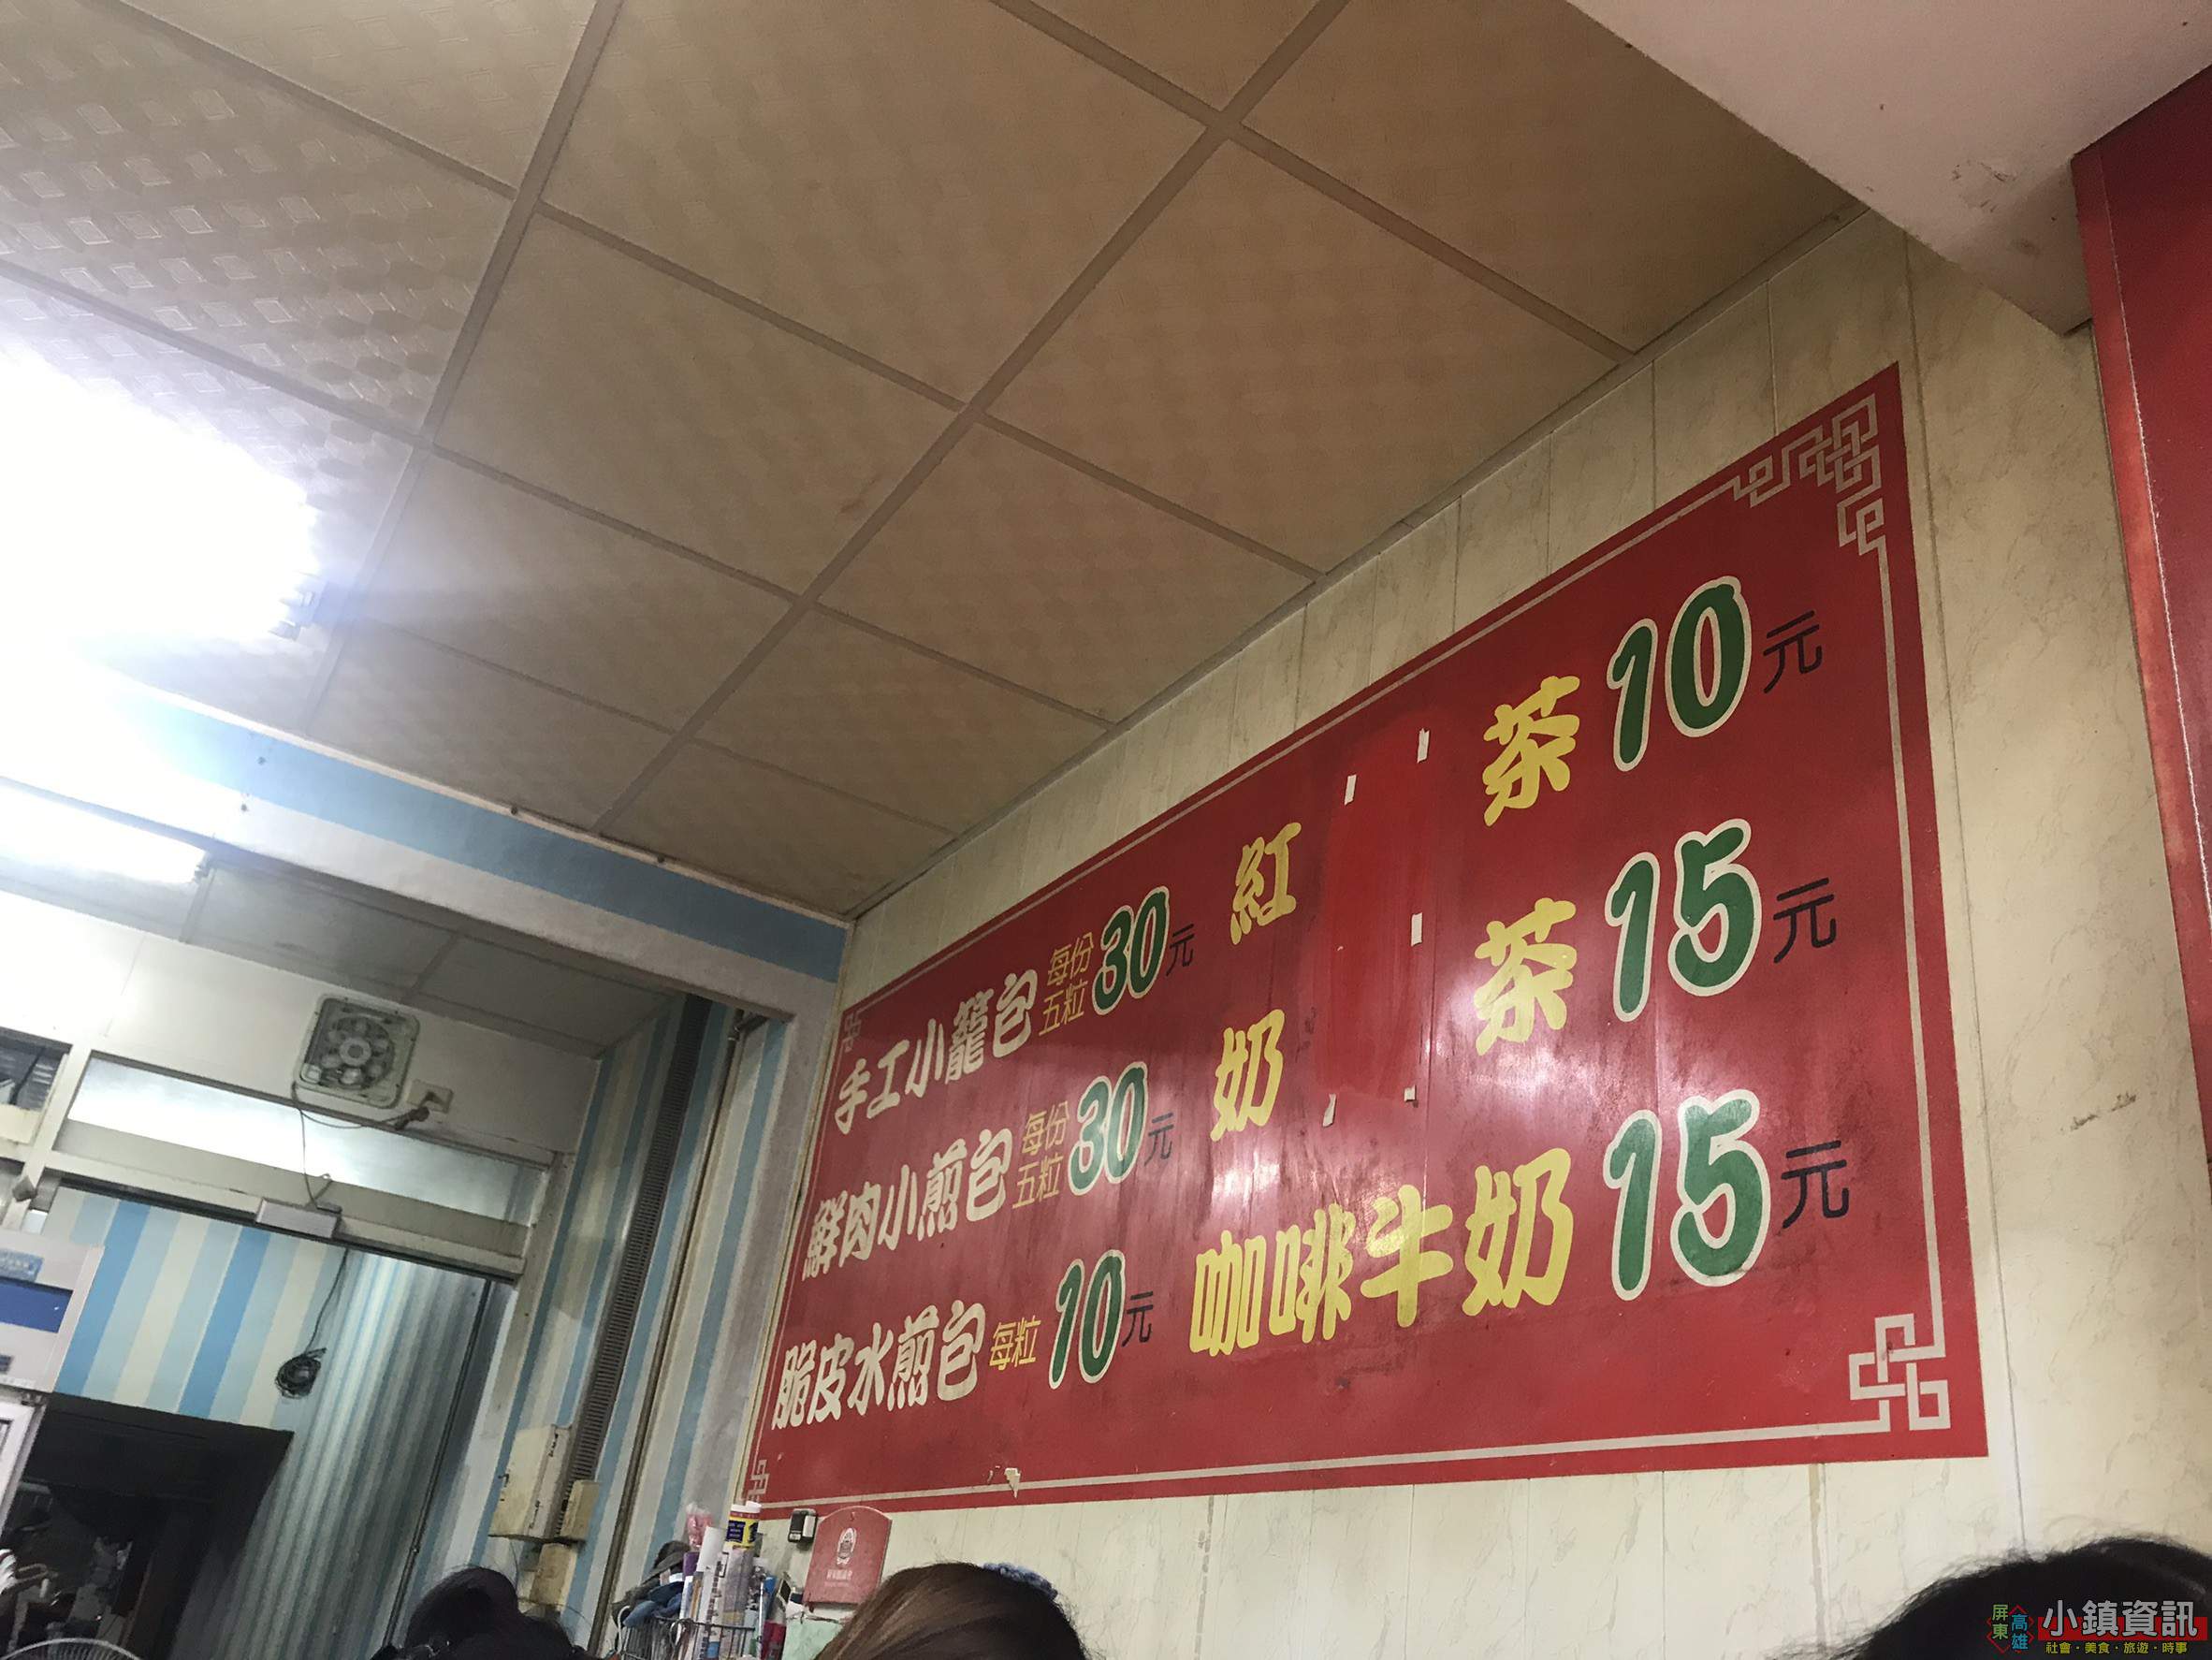 手工小籠包 每份五粒 30元
鮮肉小煎包 每份五粒 30元
脆皮水煎包 每粒 10元
紅茶 10元
奶茶 15元
咖啡牛奶 15元
屏東 高雄 小鎮資訊
社會·美食·旅遊·時事